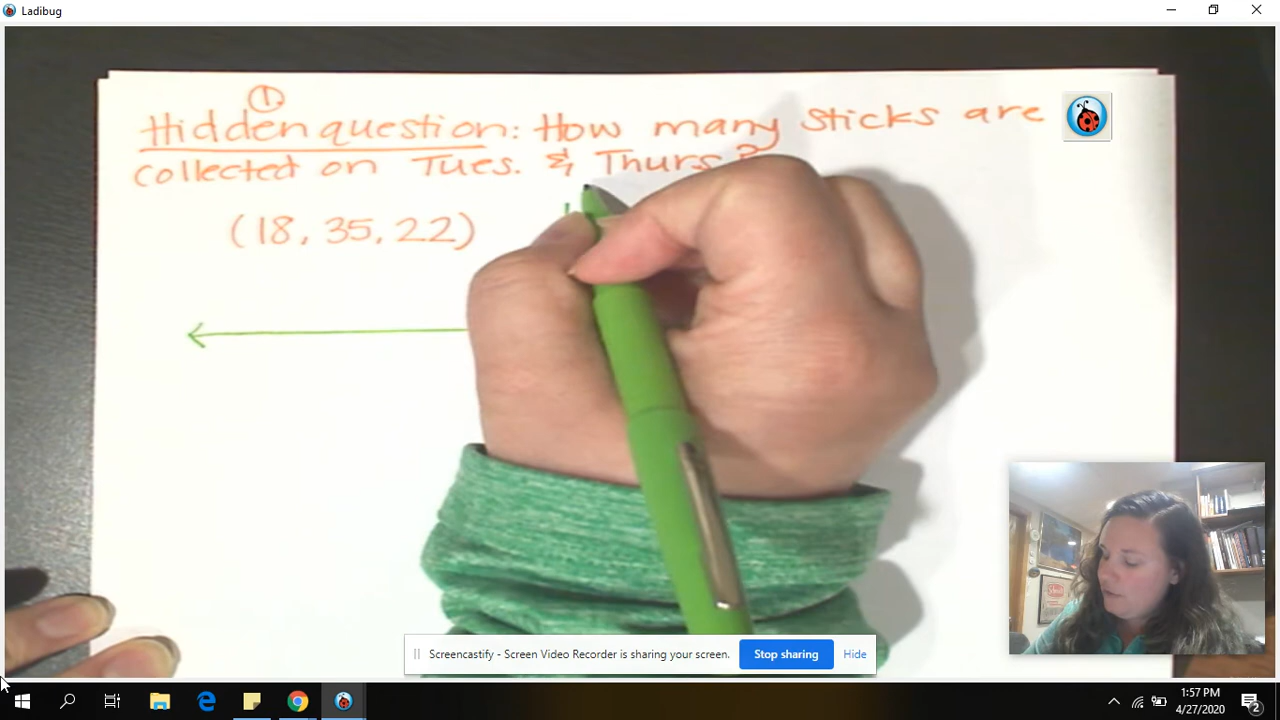 Ladibug
①
Hidden question: How many sticks are
collected on Tues. & Thurs.?
(18, 35, 22)
Screencastify - Screen Video Recorder is sharing your screen.
Stop sharing
Hide
1:57 PM
4/27/2020
2